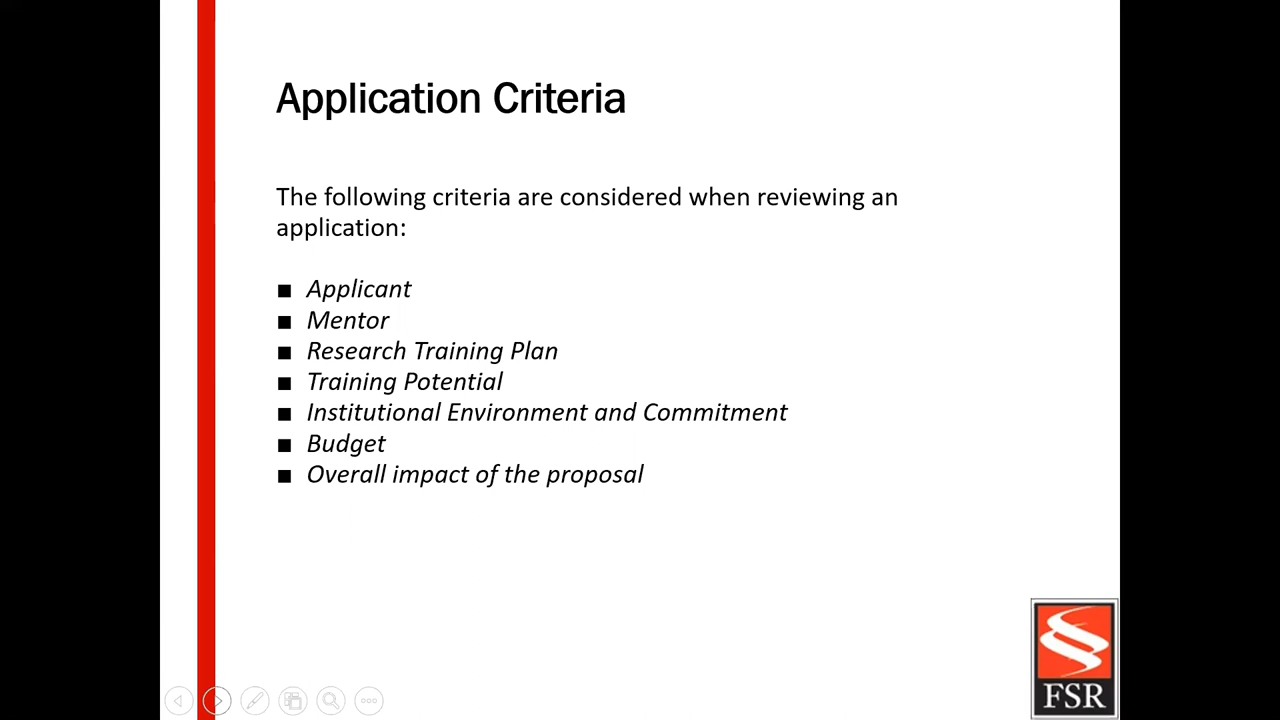 Application Criteria
The following criteria are considered when reviewing an
application:
■ Applicant
■ Mentor
■ Research Training Plan
■ Training Potential
■ Institutional Environment and Commitment
■ Budget
■ Overall impact of the proposal
FSR